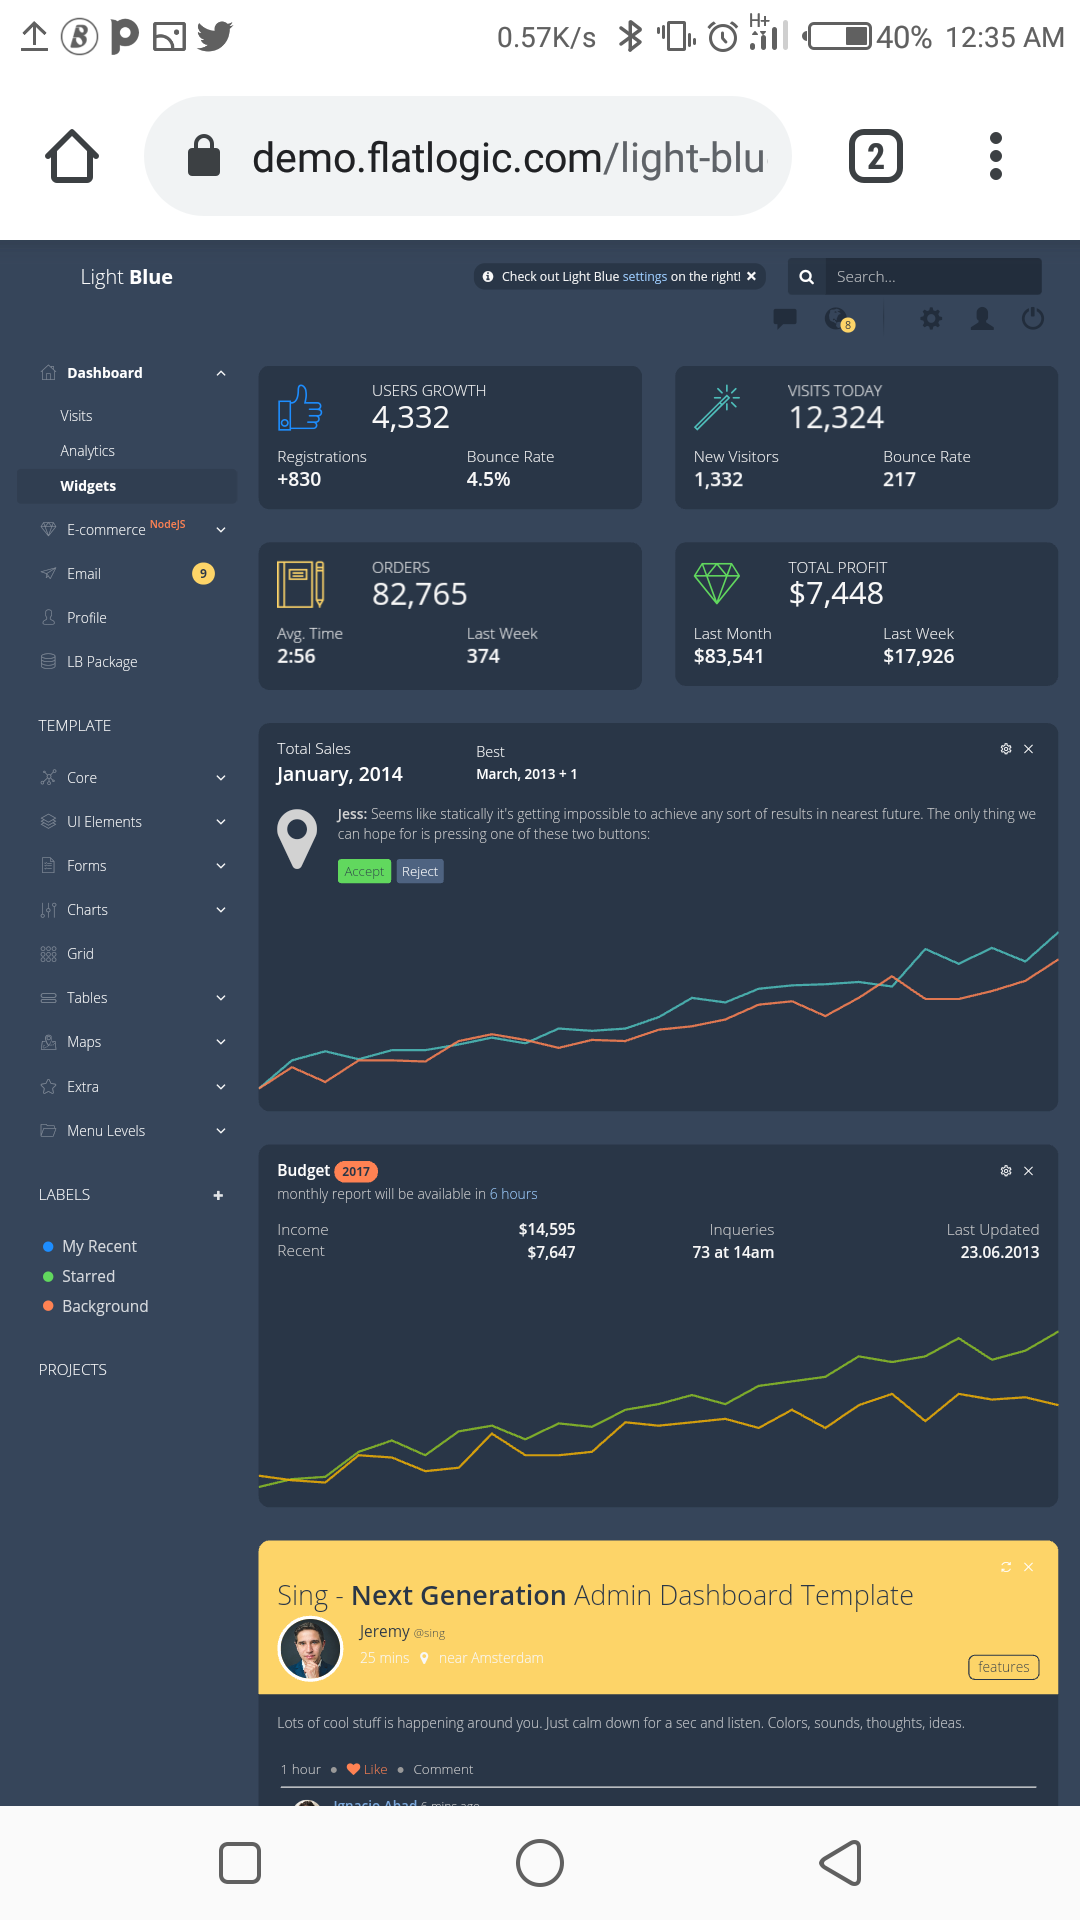 0.57K/s H+ 40% 12:35 AM
demo.flatlogic.com/light-blu
2
Light Blue
Check out Light Blue settings on the right! ×
Search...
8
Dashboard
Visits
Analytics
Widgets
E-commerce NodeJS
Email 9
Profile
LB Package
TEMPLATE
Core
UI Elements
Forms
Charts
Grid
Tables
Maps
Extra
Menu Levels
LABELS +
My Recent
Starred
Background
PROJECTS
USERS GROWTH
4,332
Registrations Bounce Rate
+830 4.5%
VISITS TODAY
12,324
New Visitors Bounce Rate
1,332 217
ORDERS
82,765
Avg. Time Last Week
2:56 374
TOTAL PROFIT
$7,448
Last Month Last Week
$83,541 $17,926
Total Sales Best
January, 2014 March, 2013 + 1
Jess: Seems like statically it's getting impossible to achieve any sort of results in nearest future. The only thing we
can hope for is pressing one of these two buttons:
Accept Reject
Budget 2017
monthly report will be available in 6 hours
Income $14,595 Inqueries Last Updated
Recent $7,647 73 at 14am 23.06.2013
Sing - Next Generation Admin Dashboard Template
Jeremy @sing
25 mins near Amsterdam
features
Lots of cool stuff is happening around you. Just calm down for a sec and listen. Colors, sounds, thoughts, ideas.
1 hour ● Like ● Comment
Ignacio Abad 6 mins ago